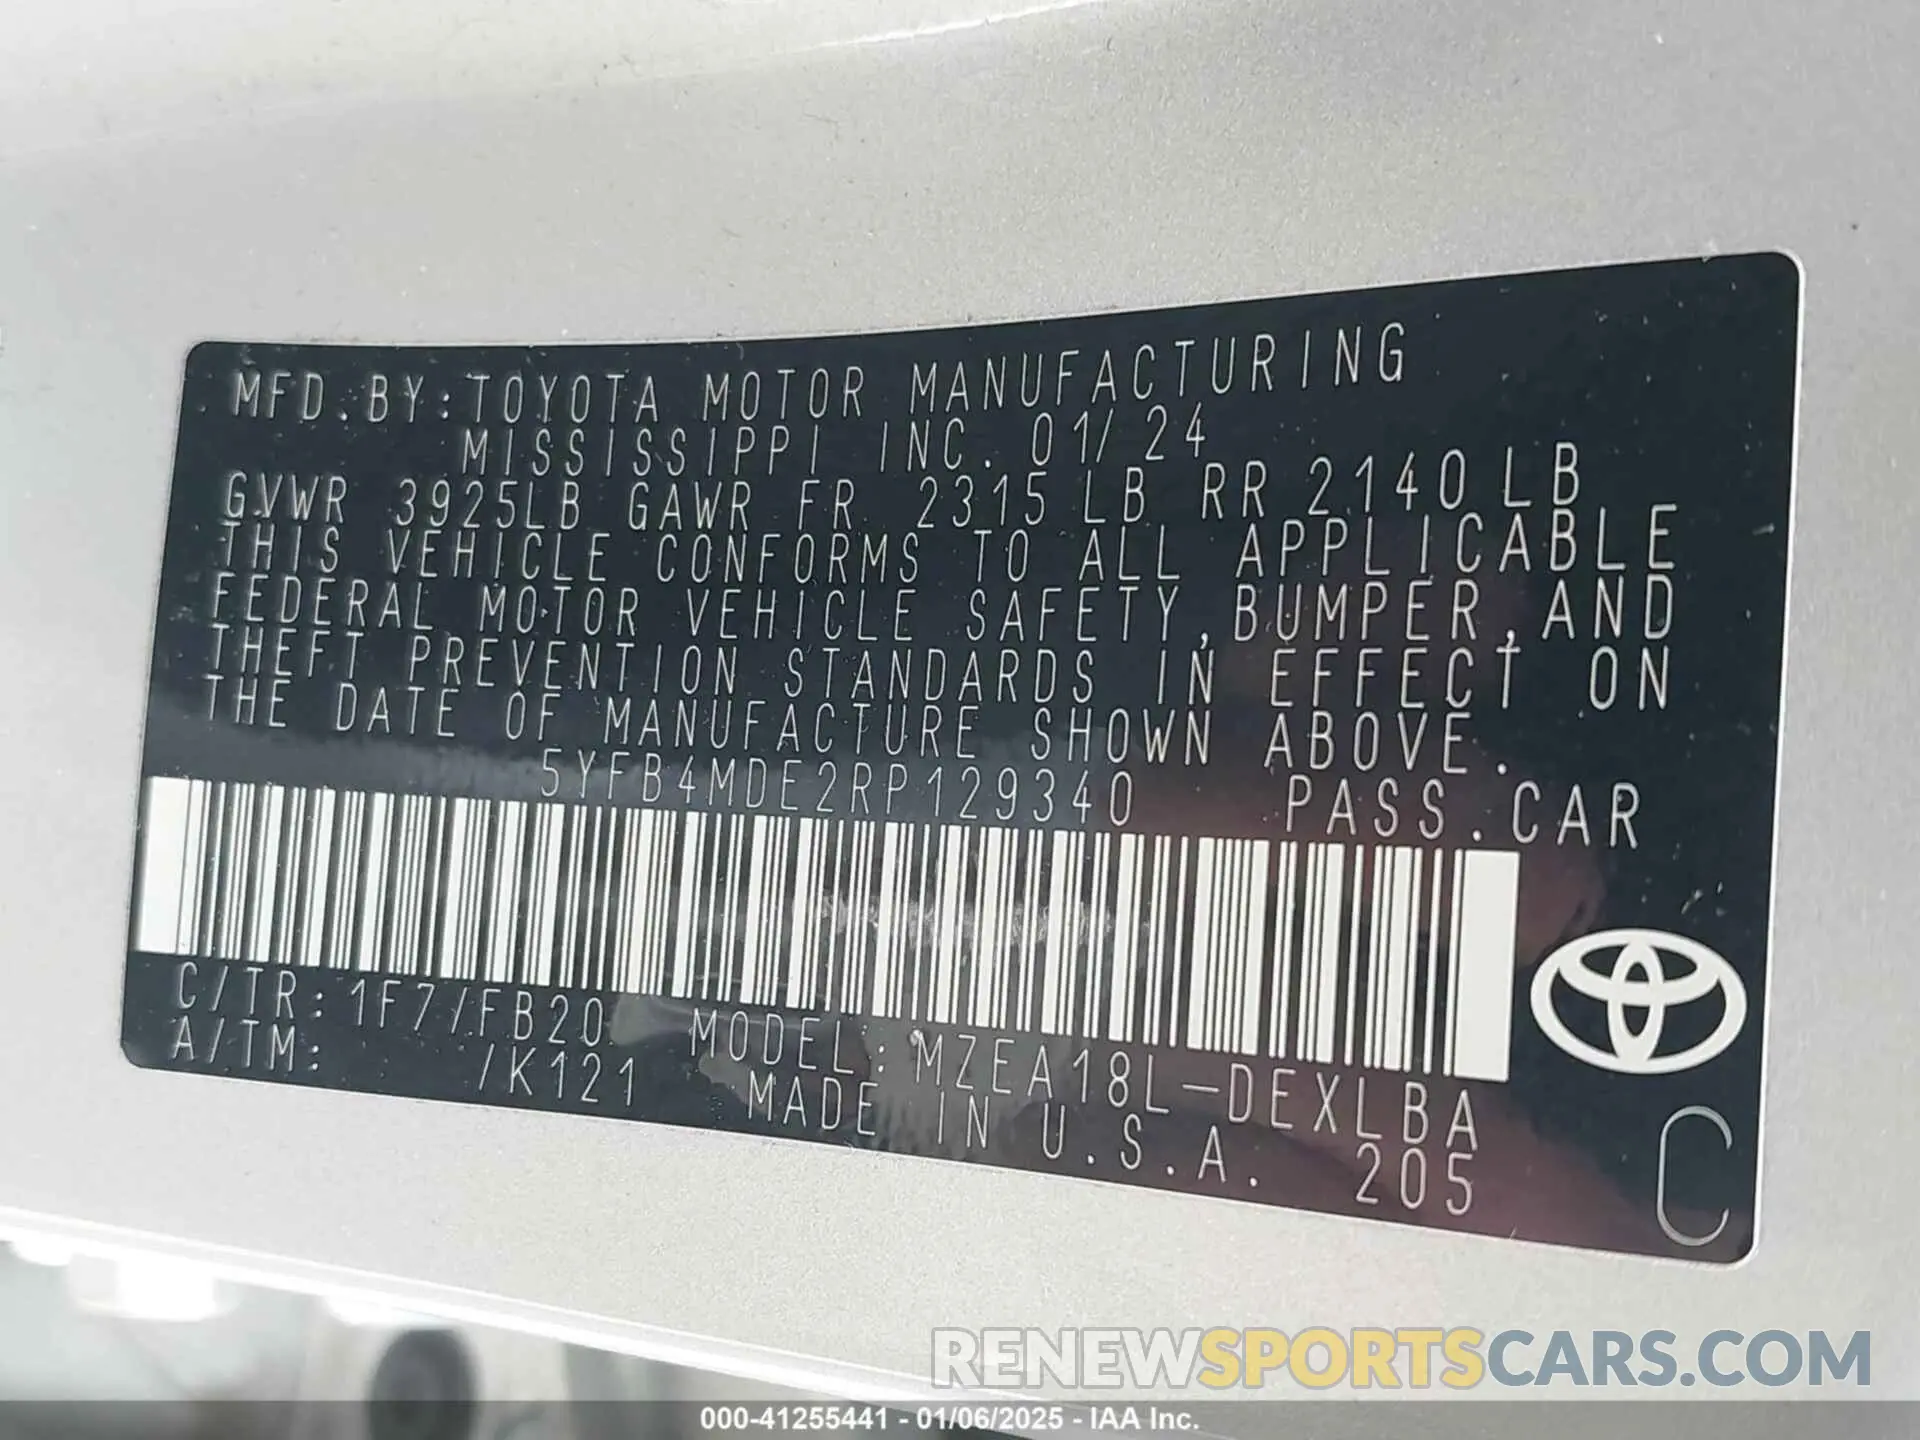 MFD.BY:TOYOTA MOTOR MANUFACTURING
MISSISSIPPI INC. 01/24
GVWR 3925LB GAWR FR 2315LB RR 2140LB
THIS VEHICLE CONFORMS TO ALL APPLICABLE
FEDERAL MOTOR VEHICLE SAFETY, BUMPER, AND
THEFT PREVENTION STANDARDS IN EFFECT ON
THE DATE OF MANUFACTURE SHOWN ABOVE.
5YFB4MDE2RP129340 PASS.CAR
C/TR: 1F7/FB20 MODEL: MZEA18L-DEXLBA
A/TM: /K121 MADE IN U.S.A. 205
C
RENEWSPORTSCARS.COM
000-41255441 - 01/06/2025 - IAA Inc.